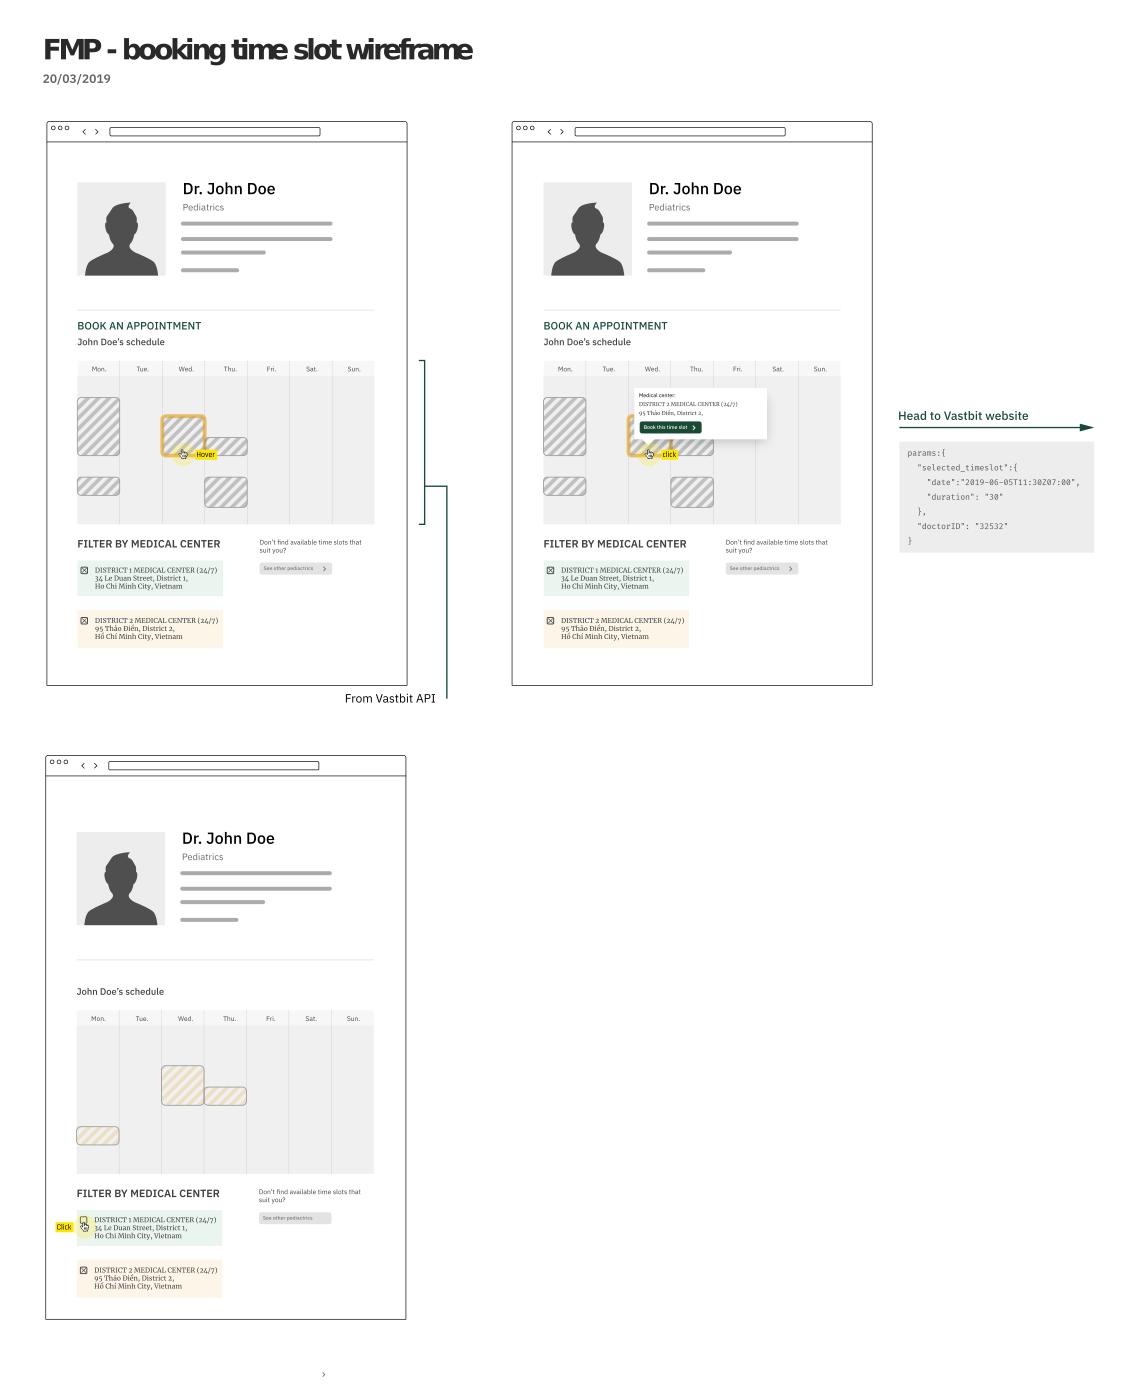 FMP - booking time slot wireframe
20/03/2019
Dr. John Doe
Pediatrics
BOOK AN APPOINTMENT
John Doe's schedule
Mon. Tue. Wed. Thu. Fri. Sat. Sun.
Hover
FILTER BY MEDICAL CENTER
DISTRICT 1 MEDICAL CENTER (24/7)
34 Le Duan Street, District 1,
Ho Chi Minh City, Vietnam
DISTRICT 2 MEDICAL CENTER (24/7)
95 Thảo Điền, District 2,
Hồ Chí Minh City, Vietnam
Don't find available time slots that
suit you?
See other pediactrics
From Vastbit API
Dr. John Doe
Pediatrics
BOOK AN APPOINTMENT
John Doe's schedule
Mon. Tue. Wed. Thu. Fri. Sat. Sun.
Medical center:
DISTRICT 2 MEDICAL CENTER (24/7)
95 Thảo Điền, District 2,
Book this time slot
click
FILTER BY MEDICAL CENTER
DISTRICT 1 MEDICAL CENTER (24/7)
34 Le Duan Street, District 1,
Ho Chi Minh City, Vietnam
DISTRICT 2 MEDICAL CENTER (24/7)
95 Thảo Điền, District 2,
Hồ Chí Minh City, Vietnam
Don't find available time slots that
suit you?
See other pediactrics
Head to Vastbit website
params:{
"selected_timeslot":{
"date":"2019-06-05T11:30Z07:00",
"duration": "30"
},
"doctorID": "32532"
}
Dr. John Doe
Pediatrics
John Doe's schedule
Mon. Tue. Wed. Thu. Fri. Sat. Sun.
FILTER BY MEDICAL CENTER
Click
DISTRICT 1 MEDICAL CENTER (24/7)
34 Le Duan Street, District 1,
Ho Chi Minh City, Vietnam
DISTRICT 2 MEDICAL CENTER (24/7)
95 Thảo Điền, District 2,
Hồ Chí Minh City, Vietnam
Don't find available time slots that
suit you?
See other pediactrics